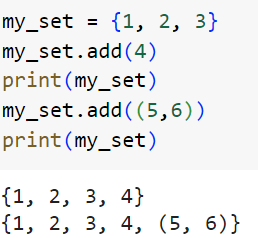 my_set = {1, 2, 3}
my_set.add(4)
print(my_set)
my_set.add((5,6))
print(my_set)
{1, 2, 3, 4}
{1, 2, 3, 4, (5, 6)}